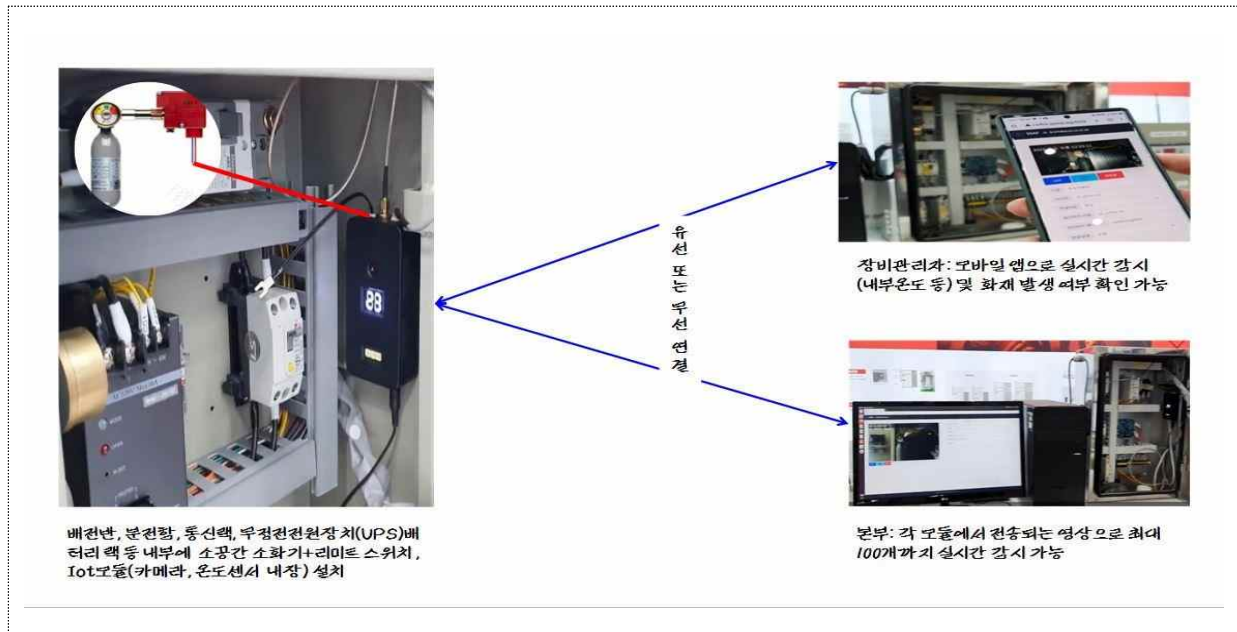 배전반, 분전함, 통신랙, 무정전전원장치(UPS)배
터리 랙 등 내부에 소공간 소화기+리미트 스위치,
Iot모듈(카메라, 온도센서 내장) 설치
88
유선 또는 무선 연결
장비관리자: 모바일 앱으로 실시간 감시
(내부온도 등) 및 화재 발생 여부 확인 가능
본부: 각 모듈에서 전송되는 영상으로 최대
100개까지 실시간 감시 가능